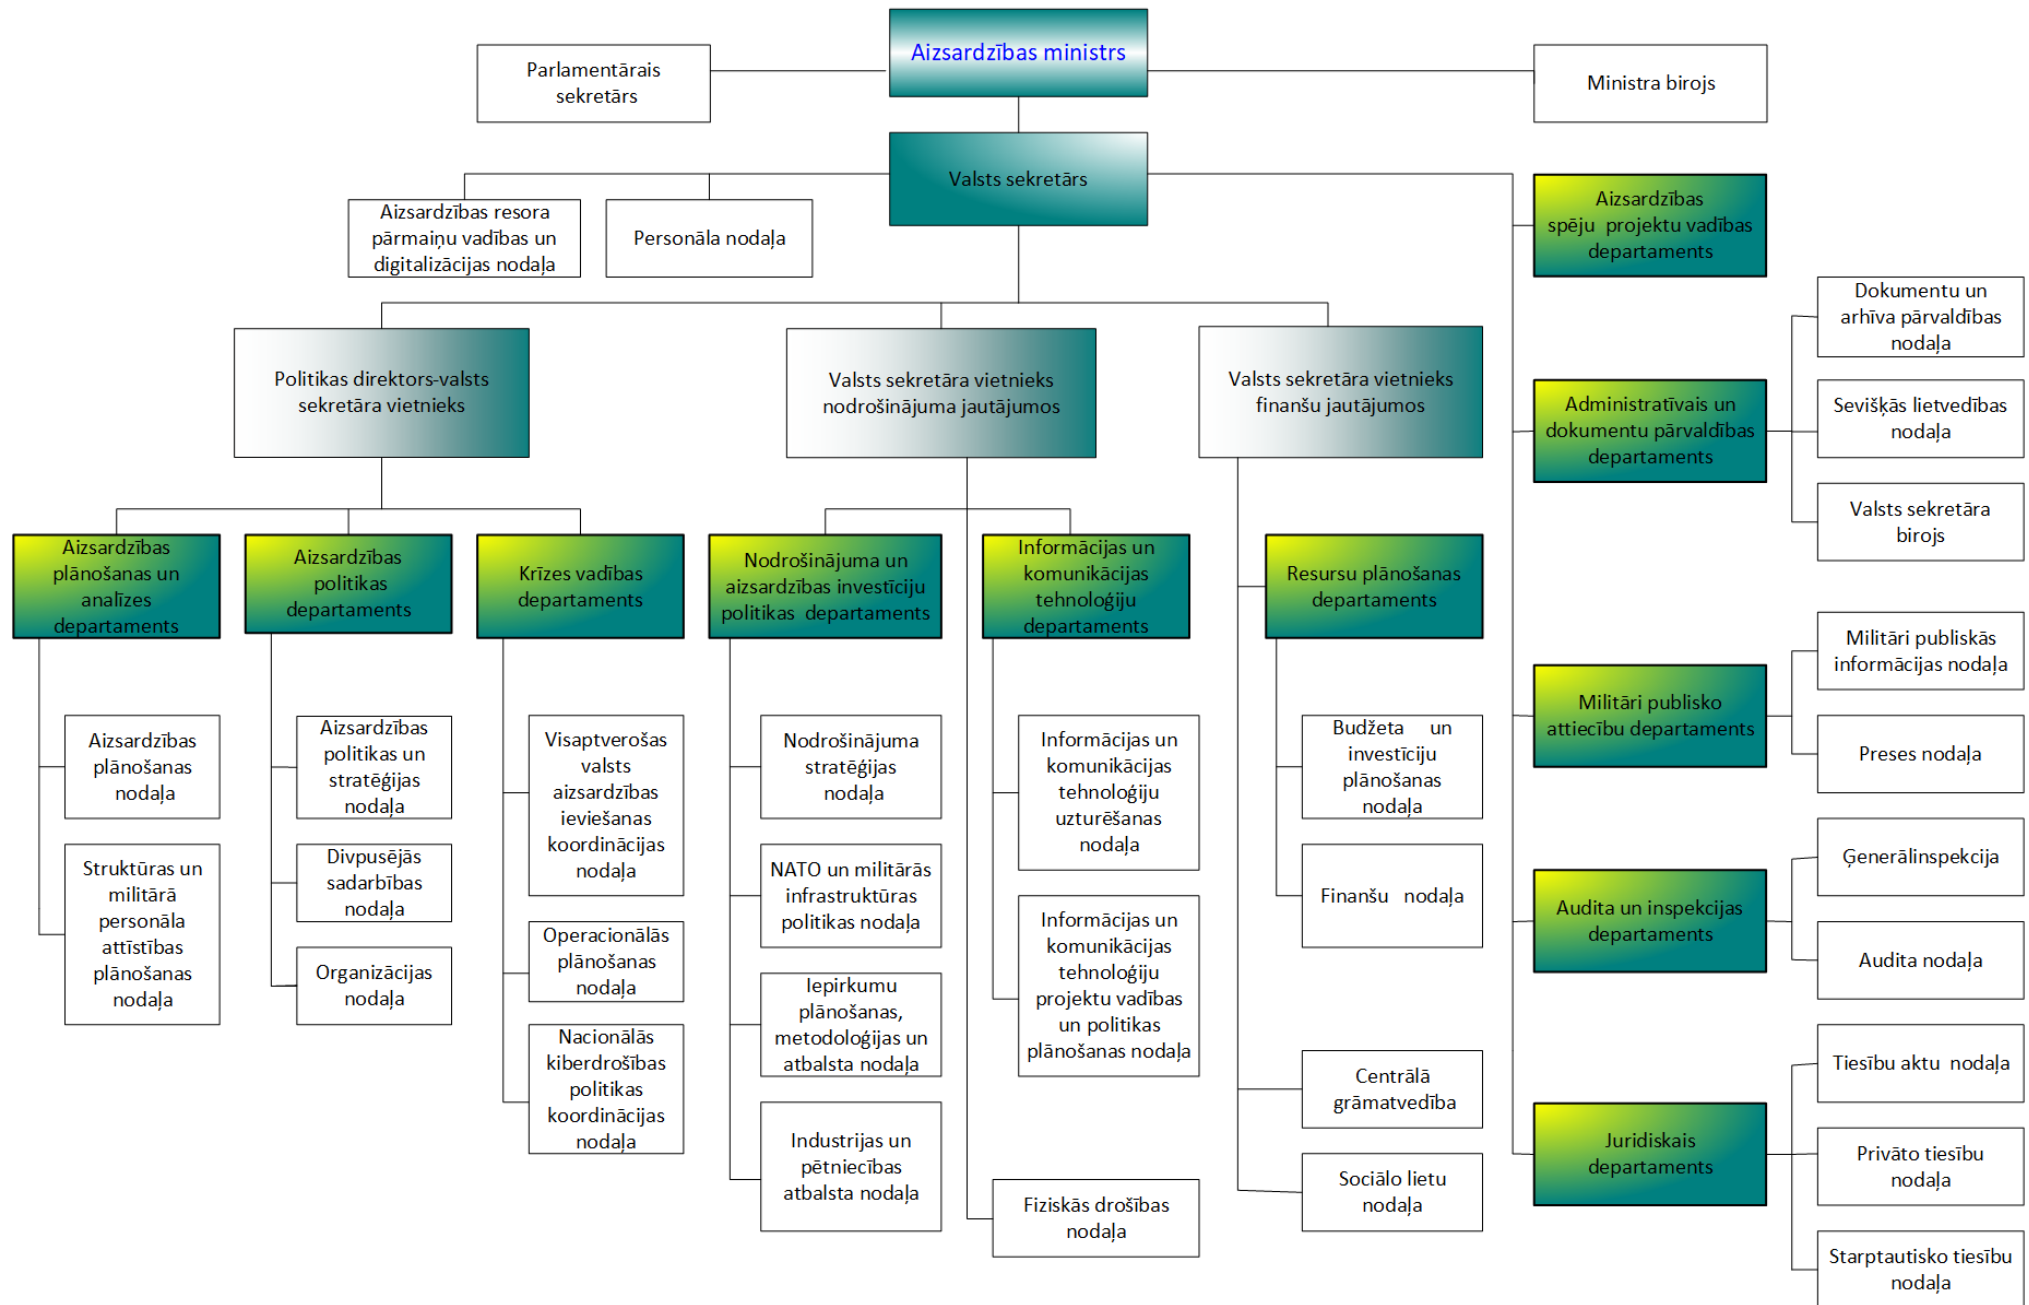 Aizsardzības ministrs
Parlamentārais
sekretārs
Ministra birojs
Valsts sekretārs
Aizsardzības resora
pārmaiņu vadības un
digitalizācijas nodaļa
Personāla nodaļa
Politikas direktors-valsts
sekretāra vietnieks
Valsts sekretāra vietnieks
nodrošinājuma jautājumos
Valsts sekretāra vietnieks
finanšu jautājumos
Aizsardzības
plānošanas un
analīzes
departaments
Aizsardzības
plānošanas
nodaļa
Struktūras un
militārā
personāla
attīstības
plānošanas
nodaļa
Aizsardzības
politikas
departaments
Aizsardzības
politikas un
stratēģijas
nodaļa
Divpusējās
sadarbības
nodaļa
Organizācijas
nodaļa
Krīzes vadības
departaments
Visaptverošas
valsts
aizsardzības
ieviešanas
koordinācijas
nodaļa
Operacionālās
plānošanas
nodaļa
Nacionālās
kiberdrošības
politikas
koordinācijas
nodaļa
Nodrošinājuma un
aizsardzības investīciju
politikas departaments
Nodrošinājuma
stratēģijas
nodaļa
NATO un militārās
infrastruktūras
politikas nodaļa
Iepirkumu
plānošanas,
metodoloģijas un
atbalsta nodaļa
Industrijas un
pētniecības
atbalsta nodaļa
Informācijas un
komunikācijas
tehnoloģiju
departaments
Informācijas un
komunikācijas
tehnoloģiju
uzturēšanas
nodaļa
Informācijas un
komunikācijas
tehnoloģiju
projektu vadības
un politikas
plānošanas nodaļa
Fiziskās drošības
nodaļa
Resursu plānošanas
departaments
Budžeta un
investīciju
plānošanas
nodaļa
Finanšu nodaļa
Centrālā
grāmatvedība
Sociālo lietu
nodaļa
Aizsardzības
spēju projektu vadības
departaments
Administratīvais un
dokumentu pārvaldības
departaments
Dokumentu un
arhīva pārvaldības
nodaļa
Sevišķās lietvedības
nodaļa
Valsts sekretāra
birojs
Militāri publisko
attiecību departaments
Militāri publiskās
informācijas nodaļa
Preses nodaļa
Audita un inspekcijas
departaments
Ģenerālinspekcija
Audita nodaļa
Juridiskais
departaments
Tiesību aktu nodaļa
Privāto tiesību
nodaļa
Starptautisko tiesību
nodaļa